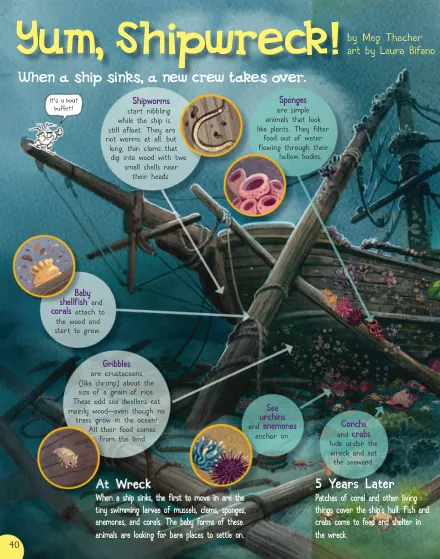 Yum, Shipwreck!
by Meg Thacher
art by Laura Bifano
When a ship sinks, a new crew takes over.
It's a boat
buffet!
Shipworms
start nibbling
while the ship is
still afloat. They are
not worms at all, but
long, thin clams that
dig into wood with two
small shells near
their heads.
Sponges
are simple
animals that look
like plants. They filter
food out of water
flowing through their
hollow bodies.
Baby
shellfish and
corals attach to
the wood and
start to grow.
Gribbles
are crustaceans
(like shrimp) about the
size of a grain of rice.
These odd sea dwellers eat
mainly wood—even though no
trees grow in the ocean!
All their food comes
from the land.
Sea
urchins
and anemones
anchor on.
Conchs
and crabs
hide under the
wreck and eat
the seaweed.
At Wreck
When a ship sinks, the first to move in are the
tiny swimming larvae of mussels, clams, sponges,
anemones, and corals. The baby forms of these
animals are looking for bare places to settle on.
5 Years Later
Patches of coral and other living
things cover the ship's hull. Fish and
crabs come to feed and shelter in
the wreck.
40